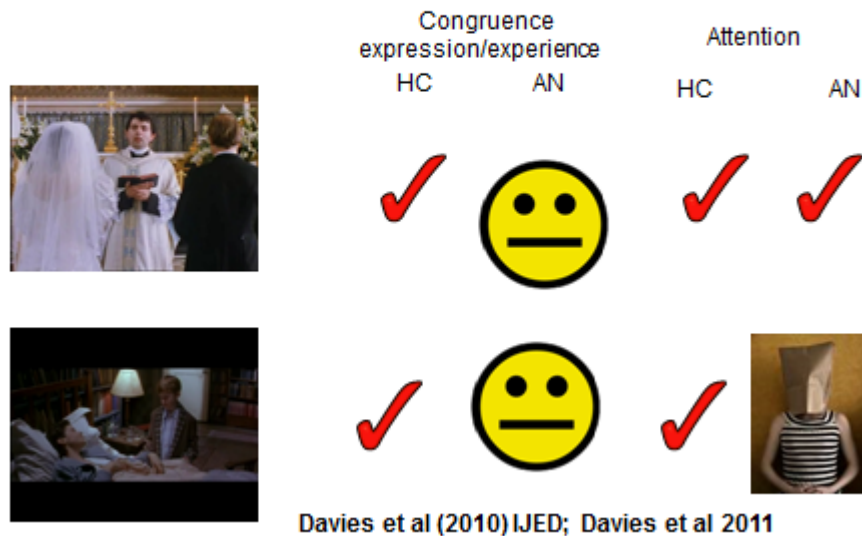 Congruence
expression/experience
Attention
HC AN
HC AN
Davies et al (2010) IJED; Davies et al 2011